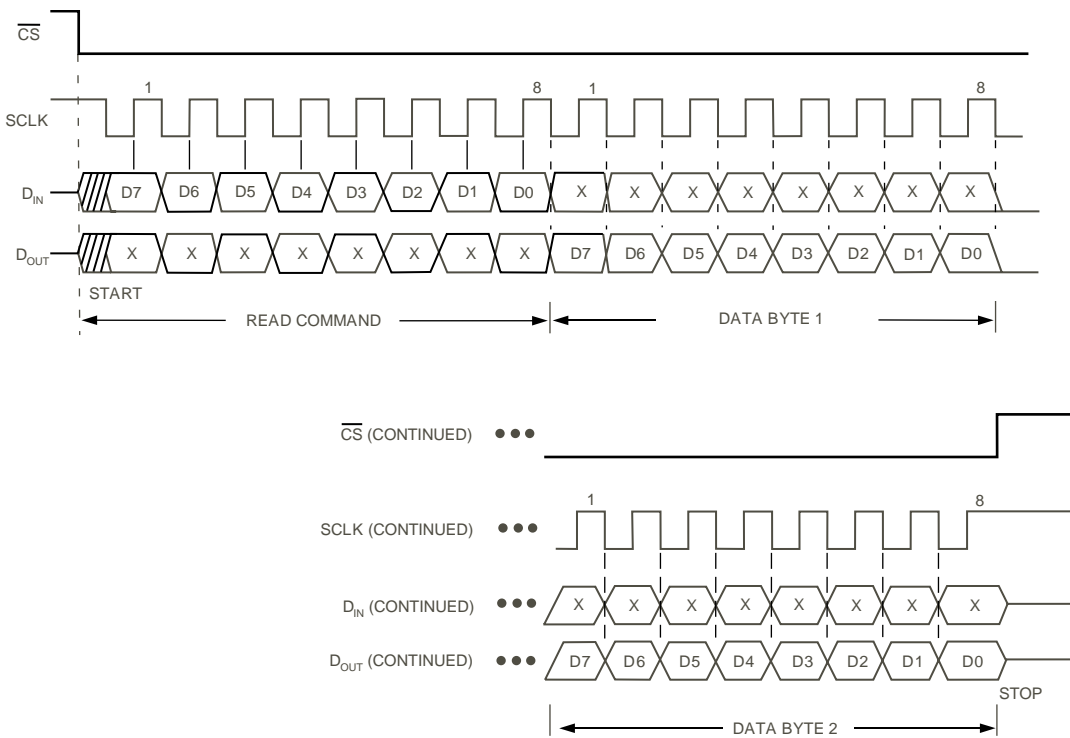 CS
1 8 1 8
SCLK
DIN D7 D6 D5 D4 D3 D2 D1 D0 X X X X X X X X
DOUT X X X X X X X X D7 D6 D5 D4 D3 D2 D1 D0
START
READ COMMAND DATA BYTE 1
CS (CONTINUED)
1 8
SCLK (CONTINUED)
DIN (CONTINUED) X X X X X X X X
DOUT (CONTINUED) D7 D6 D5 D4 D3 D2 D1 D0
STOP
DATA BYTE 2